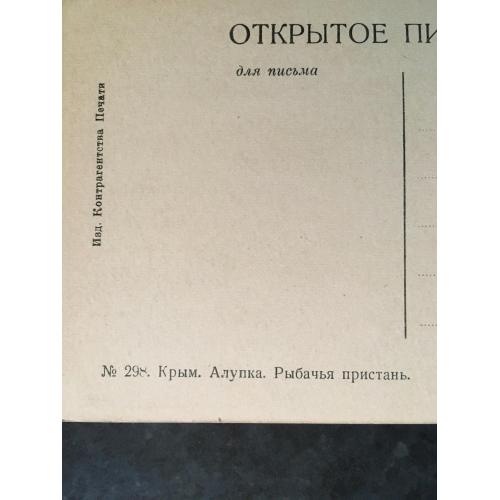 ОТКРЫТОЕ ПИ
для письма
Изд. Контрагентства Печати
№ 298. Крым. Алупка. Рыбачья пристань.